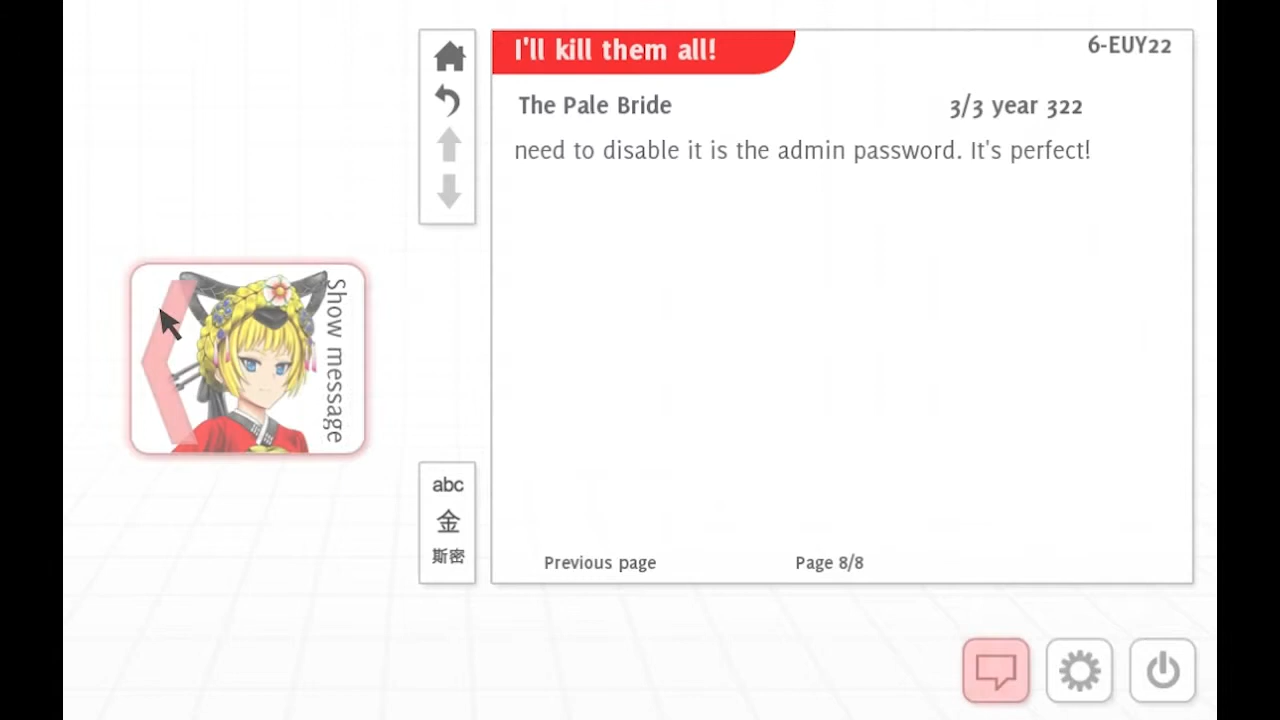 I'll kill them all!
6-EUY22
The Pale Bride
3/3 year 322
need to disable it is the admin password. It's perfect!
Show message
abc
金
斯密
Previous page
Page 8/8